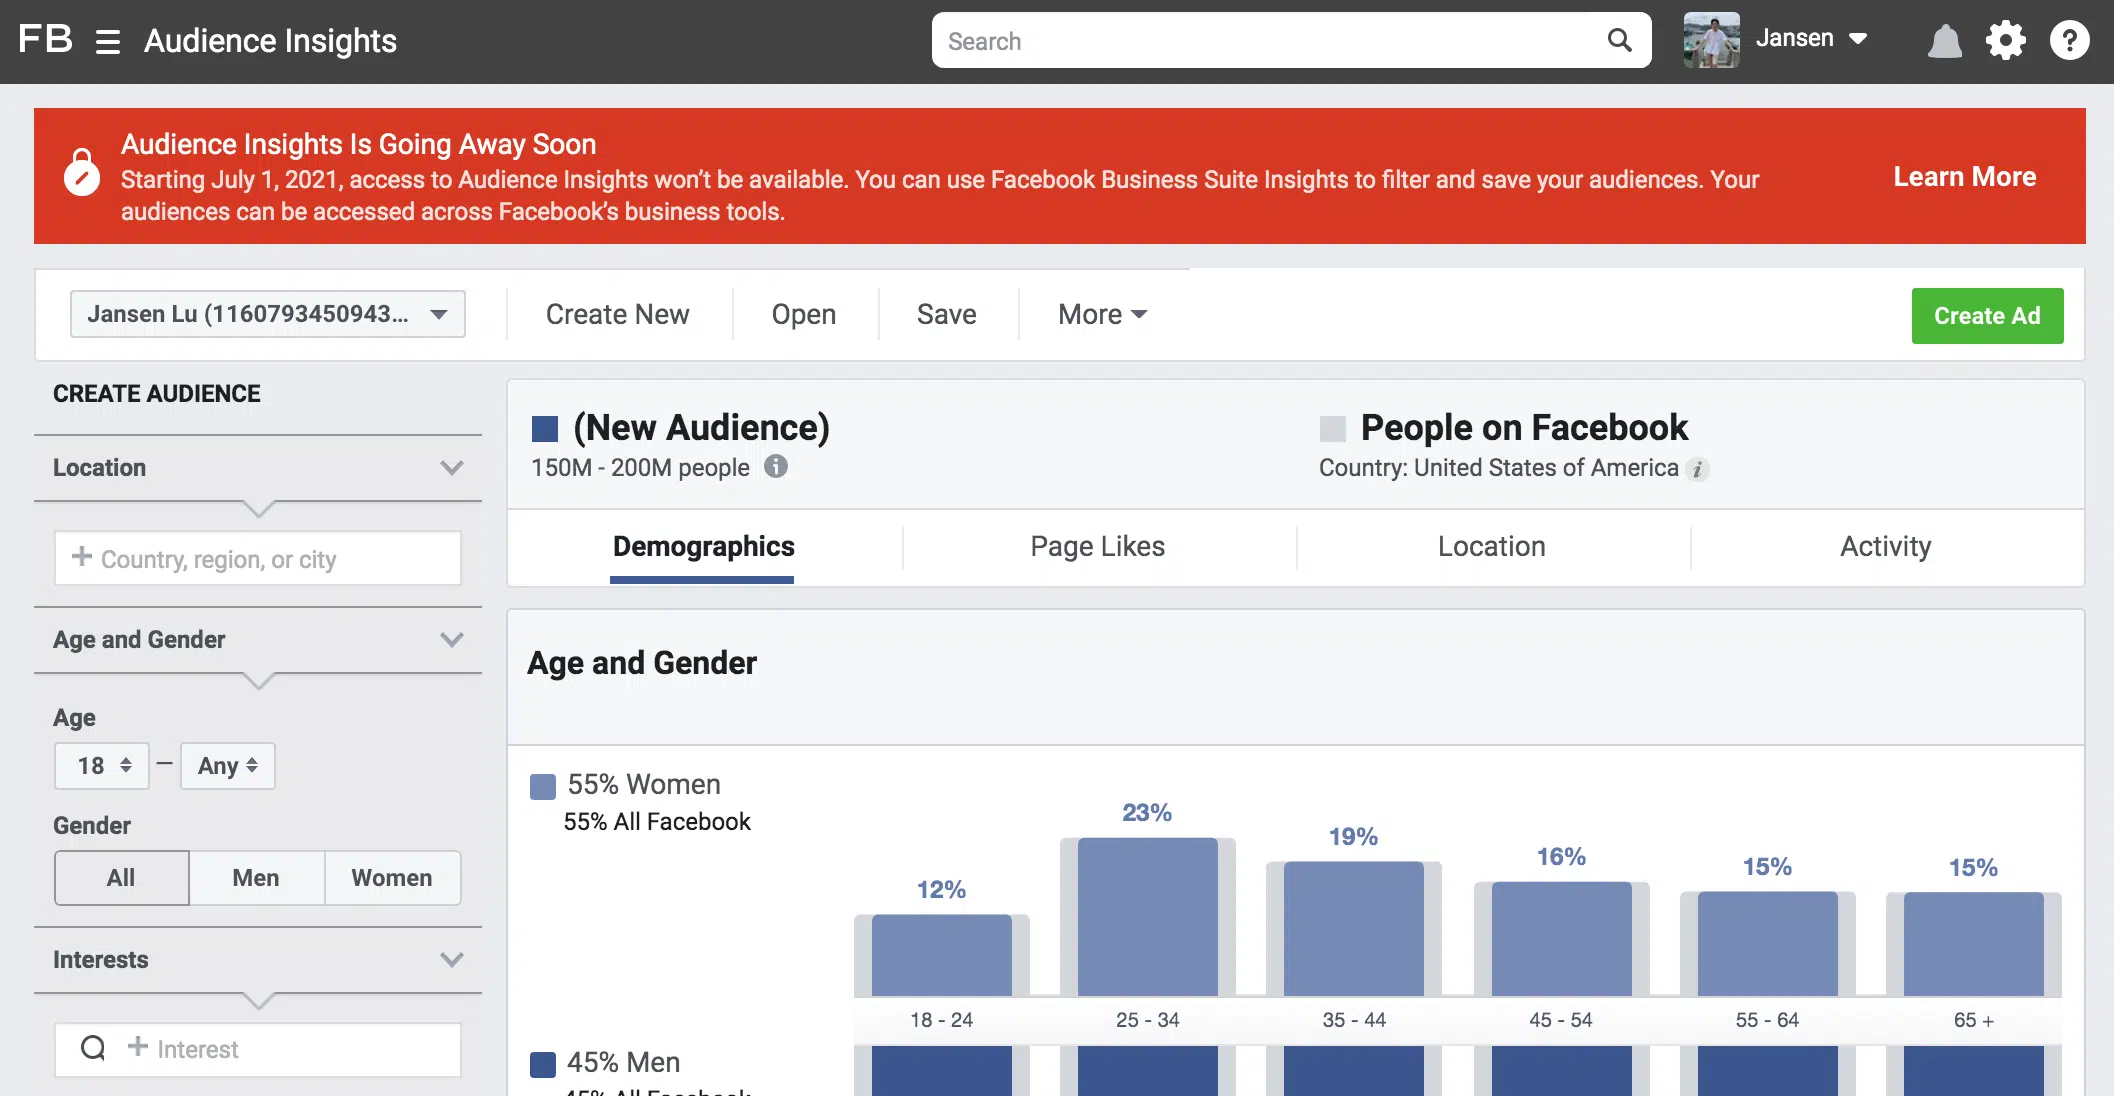 FB Audience Insights
Search
Jansen
Audience Insights Is Going Away Soon
Starting July 1, 2021, access to Audience Insights won't be available. You can use Facebook Business Suite Insights to filter and save your audiences. Your
audiences can be accessed across Facebook's business tools.
Learn More
Jansen Lu (1160793450943...
Create New
Open
Save
More
Create Ad
CREATE AUDIENCE
Location
+ Country, region, or city
Age and Gender
Age
18 – Any
Gender
All
Men
Women
Interests
+ Interest
(New Audience)
150M - 200M people
People on Facebook
Country: United States of America
Demographics
Page Likes
Location
Activity
Age and Gender
55% Women
55% All Facebook
12%
23%
19%
16%
15%
15%
18 - 24
25 - 34
35 - 44
45 - 54
55 - 64
65 +
45% Men
45% All Facebook